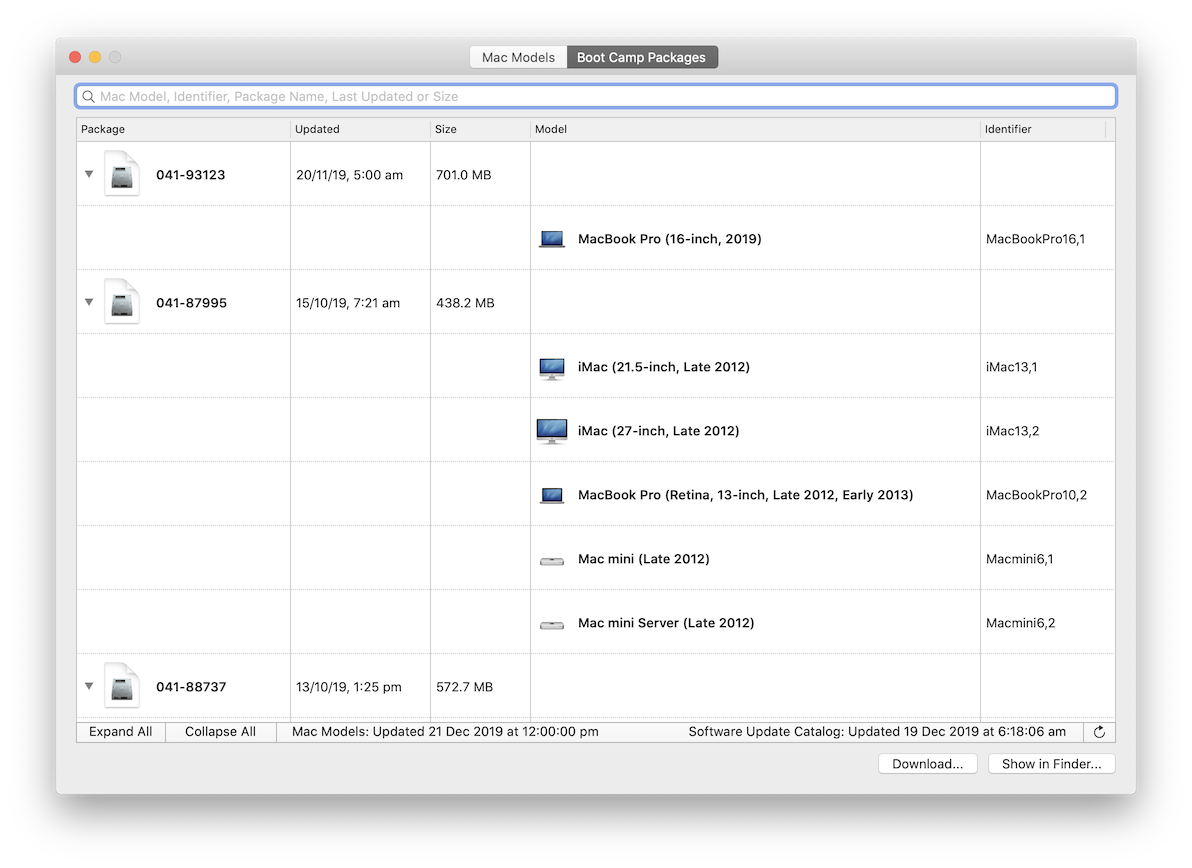 Mac Models Boot Camp Packages
Mac Model, Identifier, Package Name, Last Updated or Size
Package Updated Size Model Identifier
041-93123 20/11/19, 5:00 am 701.0 MB
MacBook Pro (16-inch, 2019) MacBookPro16,1
041-87995 15/10/19, 7:21 am 438.2 MB
iMac (21.5-inch, Late 2012) iMac13,1
iMac (27-inch, Late 2012) iMac13,2
MacBook Pro (Retina, 13-inch, Late 2012, Early 2013) MacBookPro10,2
Mac mini (Late 2012) Macmini6,1
Mac mini Server (Late 2012) Macmini6,2
041-88737 13/10/19, 1:25 pm 572.7 MB
Expand All Collapse All Mac Models: Updated 21 Dec 2019 at 12:00:00 pm Software Update Catalog: Updated 19 Dec 2019 at 6:18:06 am
Download... Show in Finder...